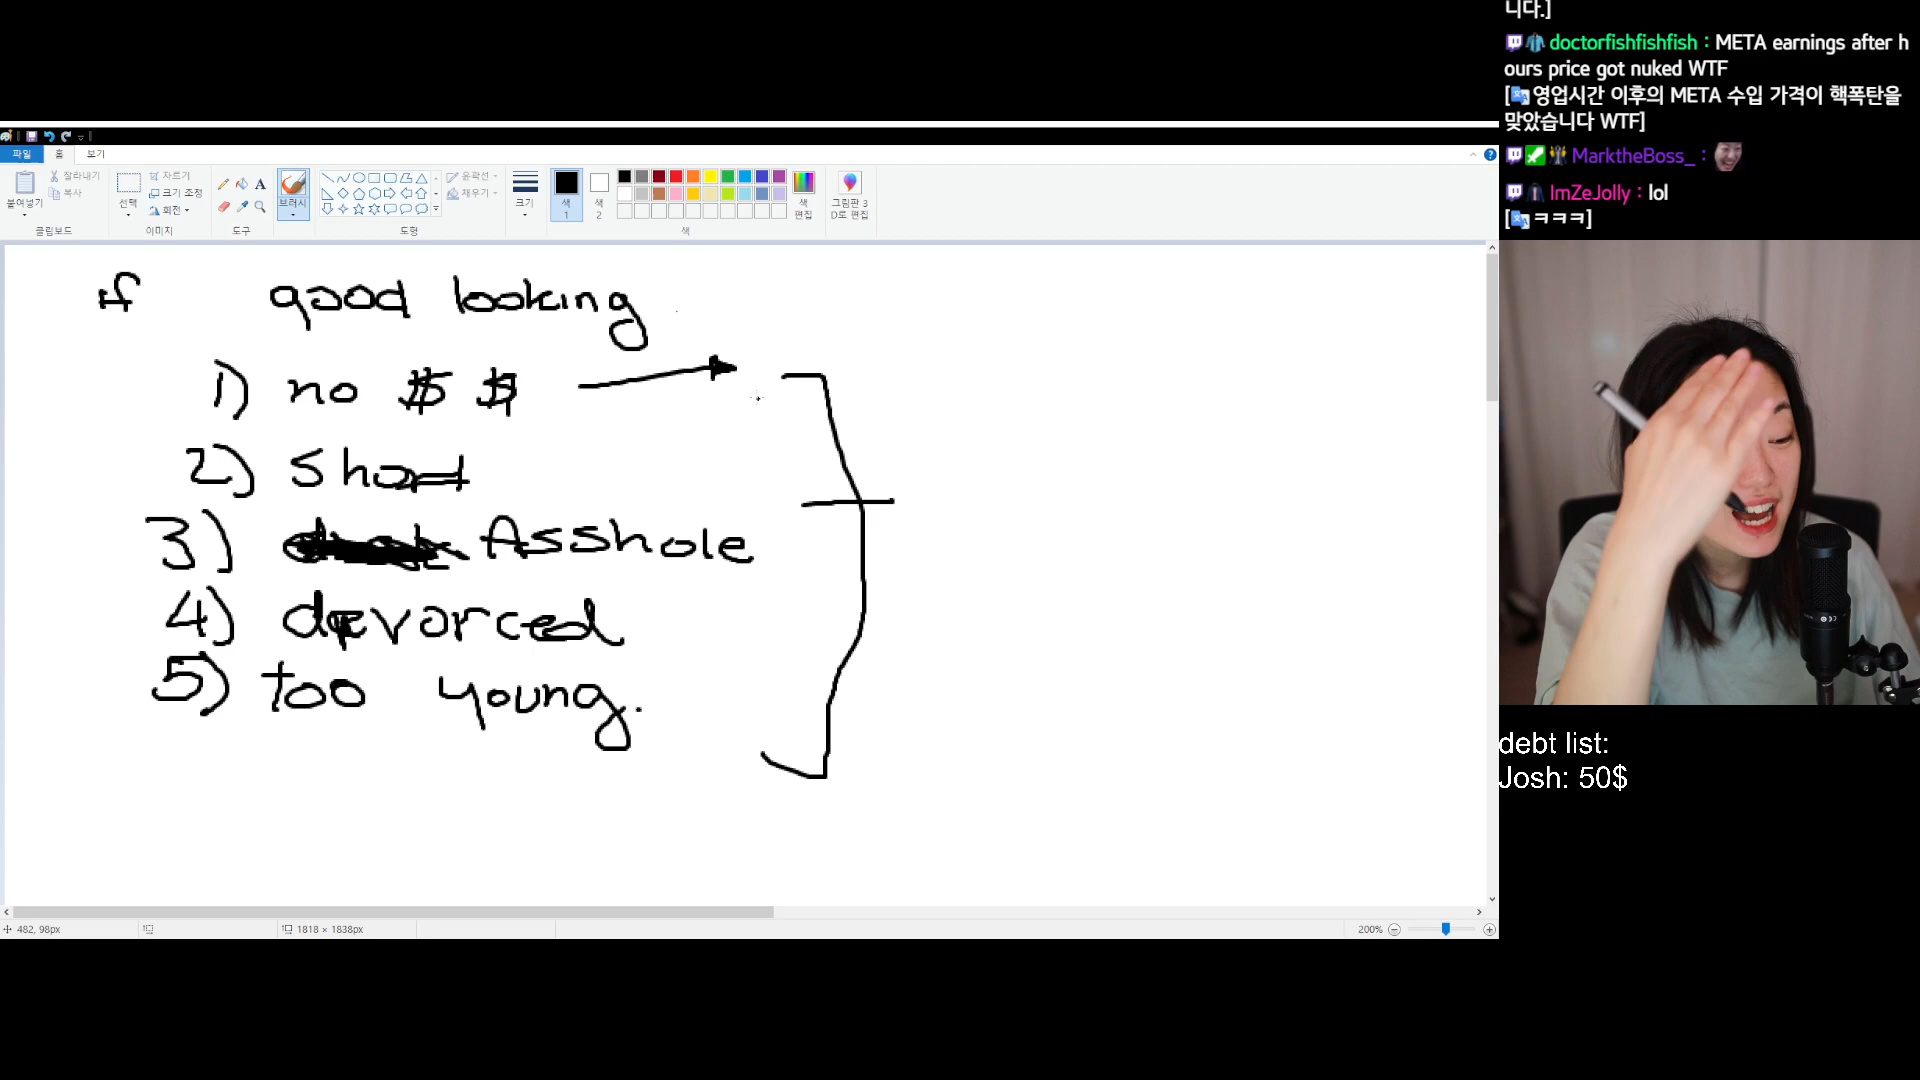 니다.]
doctorfishfishfish : META earnings after h
ours price got nuked WTF
[영업시간 이후의 META 수입 가격이 핵폭탄을
맞았습니다 WTF]
MarktheBoss_ :
ImZeJolly : lol
[ㅋㅋㅋ]
파일 홈 보기
붙여넣기
잘라내기
복사
클립보드
선택
자르기
크기 조정
회전
이미지
A
도구
브러시
윤곽선
채우기
도형
크기
색
1
색
2
색
편집
색
그림판 3
D로 편집
If good looking
1) no $ $
2) short
3) Asshole
4) divorced
5) too young.
482, 98px
1818 × 1838px
200%
debt list:
Josh: 50$